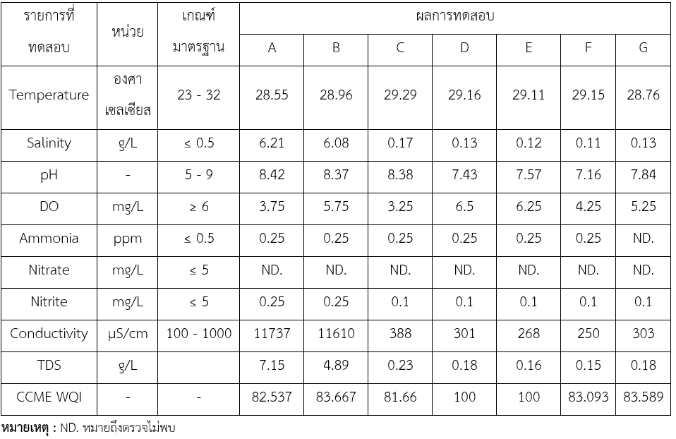 รายการที่ทดสอบ หน่วย เกณฑ์มาตรฐาน ผลการทดสอบ
A B C D E F G
Temperature องศาเซลเซียส 23 - 32 28.55 28.96 29.29 29.16 29.11 29.15 28.76
Salinity g/L ≤ 0.5 6.21 6.08 0.17 0.13 0.12 0.11 0.13
pH - 5 - 9 8.42 8.37 8.38 7.43 7.57 7.16 7.84
DO mg/L ≥ 6 3.75 5.75 3.25 6.5 6.25 4.25 5.25
Ammonia ppm ≤ 0.5 0.25 0.25 0.25 0.25 0.25 0.25 ND.
Nitrate mg/L ≤ 5 ND. ND. ND. ND. ND. ND. ND.
Nitrite mg/L ≤ 5 0.25 0.25 0.1 0.1 0.1 0.1 0.1
Conductivity µS/cm 100 - 1000 11737 11610 388 301 268 250 303
TDS g/L 7.15 4.89 0.23 0.18 0.16 0.15 0.18
CCME WQI - - 82.537 83.667 81.66 100 100 83.093 83.589
หมายเหตุ : ND. หมายถึงตรวจไม่พบ